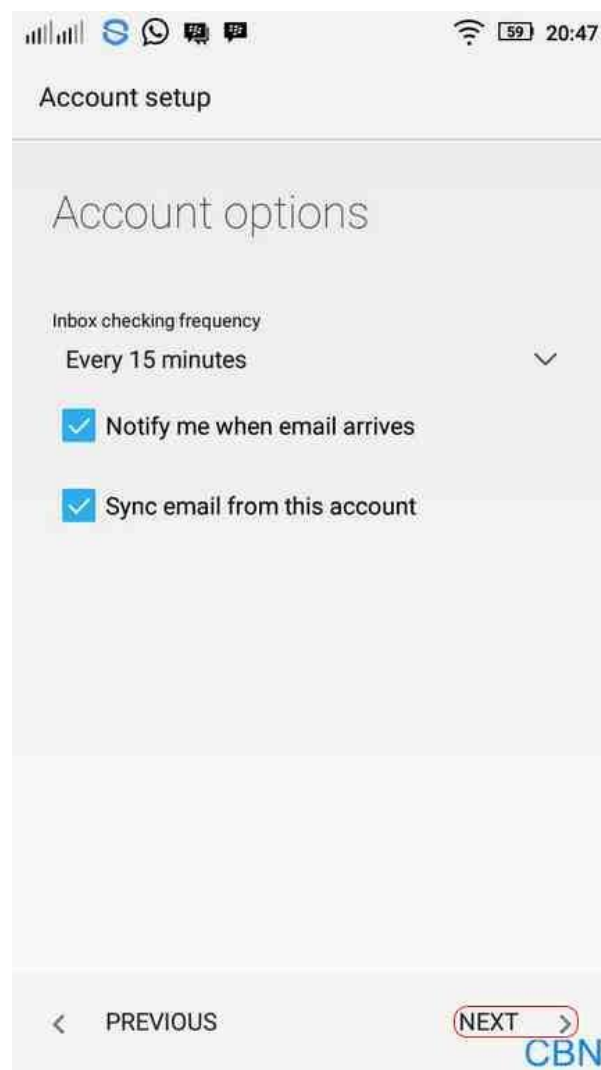 59 20:47
Account setup
Account options
Inbox checking frequency
Every 15 minutes
Notify me when email arrives
Sync email from this account
PREVIOUS NEXT
CBN